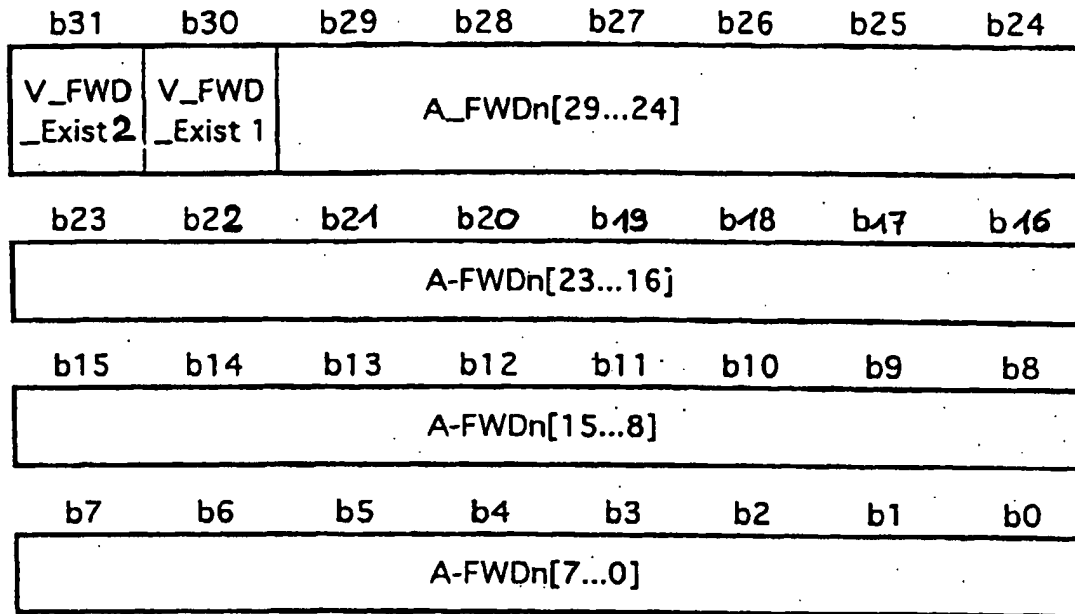 b31 b30 b29 b28 b27 b26 b25 b24
V_FWD V_FWD
_Exist 2 _Exist 1 A_FWDn[29...24]
b23 b22 b21 b20 b19 b18 b17 b16
A-FWDn[23...16]
b15 b14 b13 b12 b11 b10 b9 b8
A-FWDn[15...8]
b7 b6 b5 b4 b3 b2 b1 b0
A-FWDn[7...0]